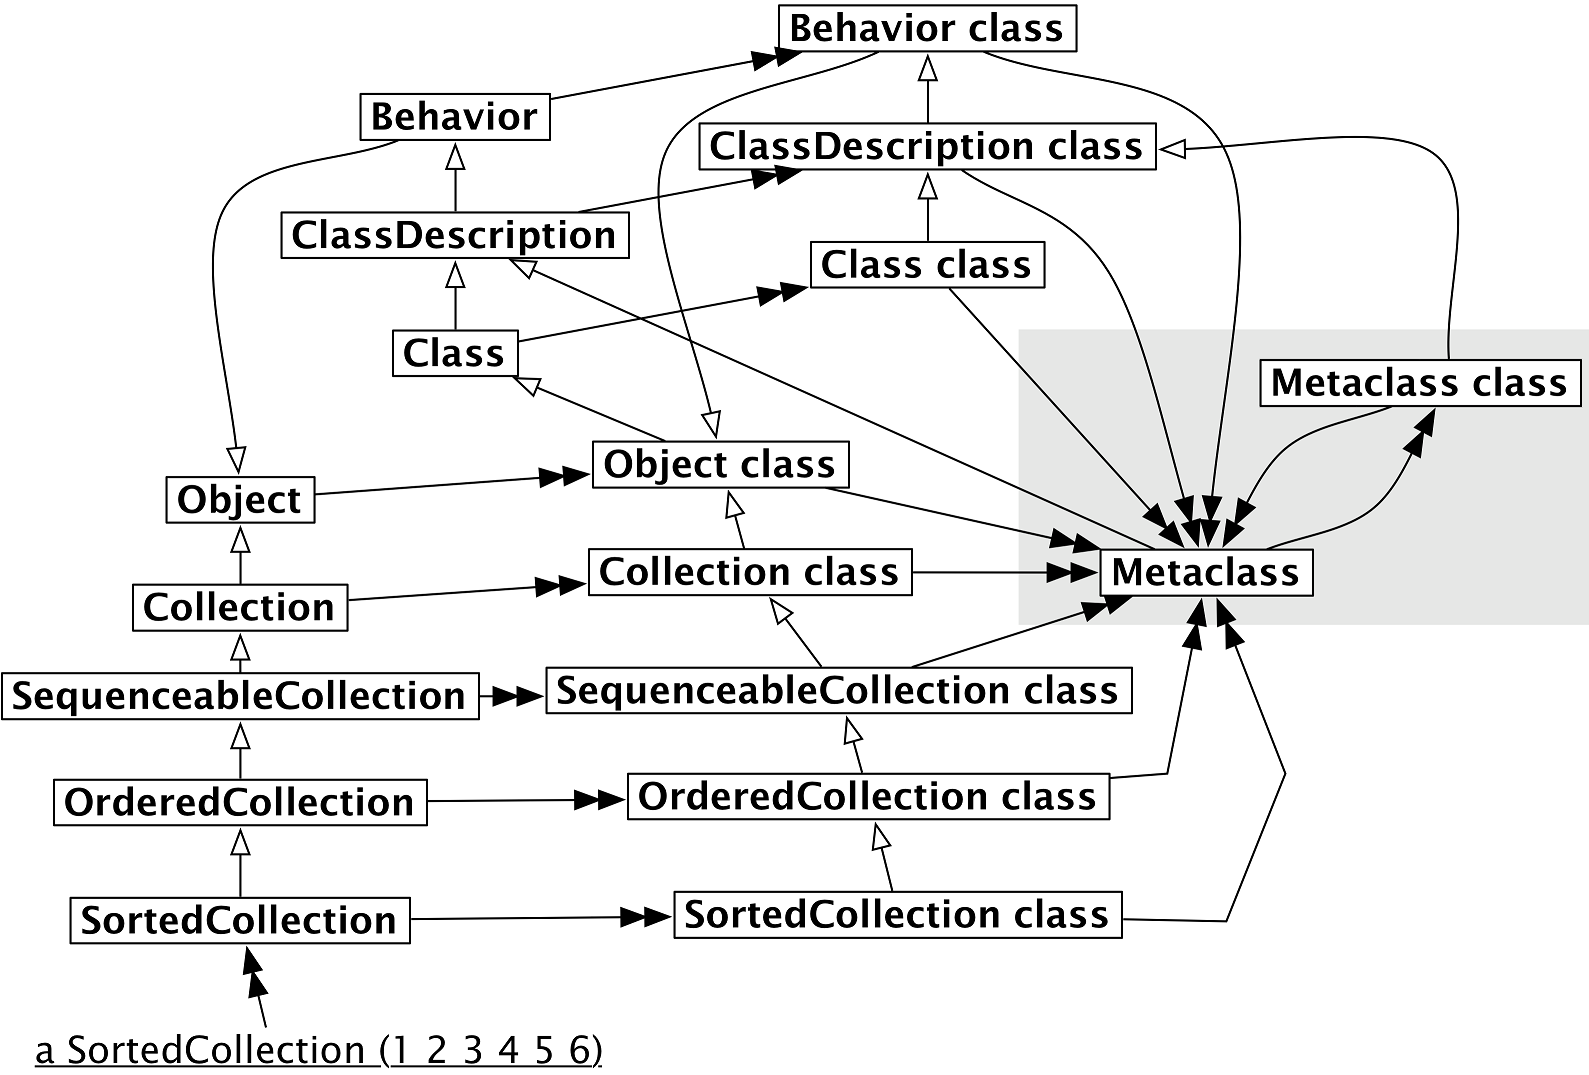 Behavior class
Behavior
ClassDescription class
ClassDescription
Class class
Class
Metaclass class
Object class
Object
Collection class
Metaclass
Collection
SequenceableCollection
SequenceableCollection class
OrderedCollection
OrderedCollection class
SortedCollection
SortedCollection class
a SortedCollection (1 2 3 4 5 6)